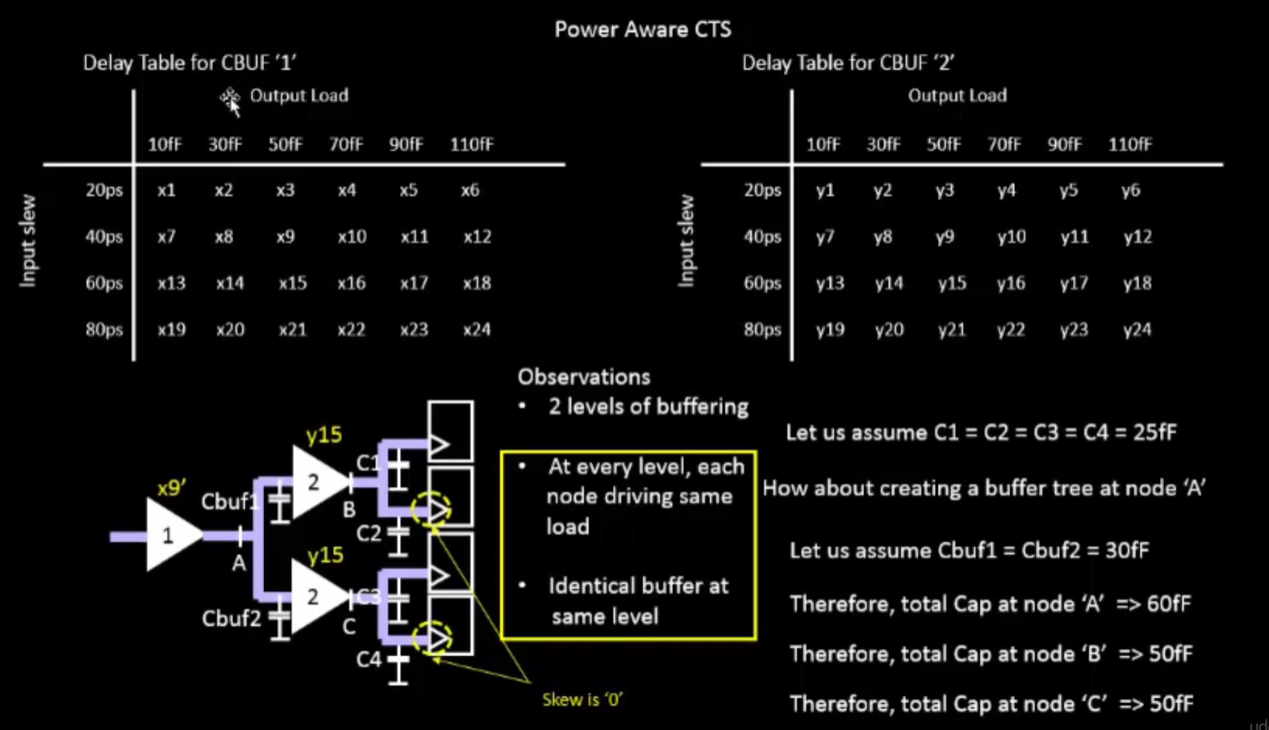 Power Aware CTS
Delay Table for CBUF '1'
Output Load
10fF 30fF 50fF 70fF 90fF 110fF
Input slew
20ps x1 x2 x3 x4 x5 x6
40ps x7 x8 x9 x10 x11 x12
60ps x13 x14 x15 x16 x17 x18
80ps x19 x20 x21 x22 x23 x24
Delay Table for CBUF '2'
Output Load
10fF 30fF 50fF 70fF 90fF 110fF
Input slew
20ps y1 y2 y3 y4 y5 y6
40ps y7 y8 y9 y10 y11 y12
60ps y13 y14 y15 y16 y17 y18
80ps y19 y20 y21 y22 y23 y24
x9'
1
A
Cbuf1
Cbuf2
y15
2
B
y15
2
C
C1
C2
C3
C4
Skew is '0'
Observations
• 2 levels of buffering
• At every level, each
node driving same
load
• Identical buffer at
same level
Let us assume C1 = C2 = C3 = C4 = 25fF
How about creating a buffer tree at node 'A'
Let us assume Cbuf1 = Cbuf2 = 30fF
Therefore, total Cap at node 'A' => 60fF
Therefore, total Cap at node 'B' => 50fF
Therefore, total Cap at node 'C' => 50fF